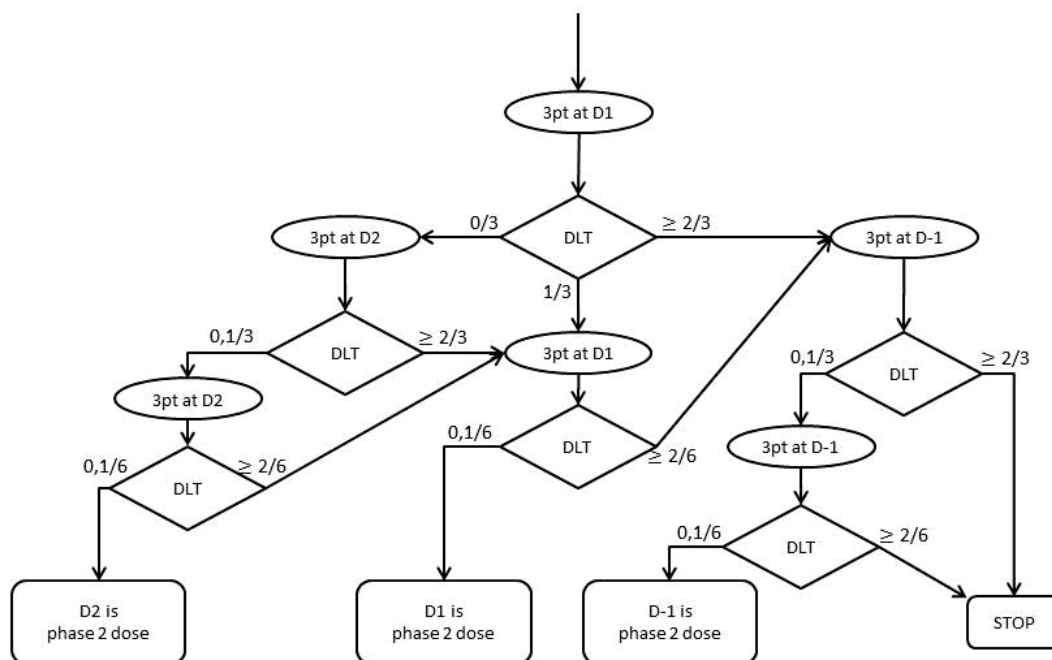 3pt at D1
0/3
DLT
≥ 2/3
3pt at D2
3pt at D-1
1/3
0,1/3
DLT
≥ 2/3
3pt at D1
0,1/3
DLT
≥ 2/3
3pt at D2
0,1/6
DLT
≥ 2/6
3pt at D-1
0,1/6
DLT
≥ 2/6
0,1/6
DLT
≥ 2/6
D2 is
phase 2 dose
D1 is
phase 2 dose
D-1 is
phase 2 dose
STOP